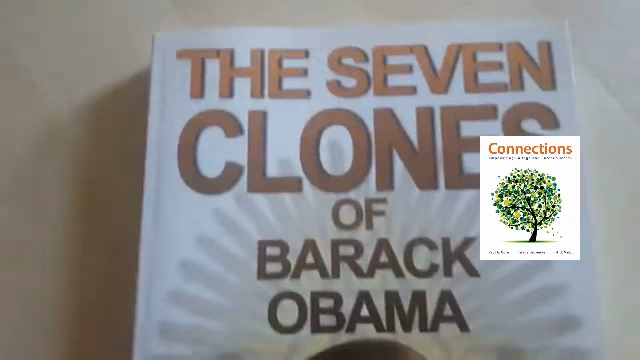 THE SEVEN
CLONES
OF
BARACK
OBAMA
Connections